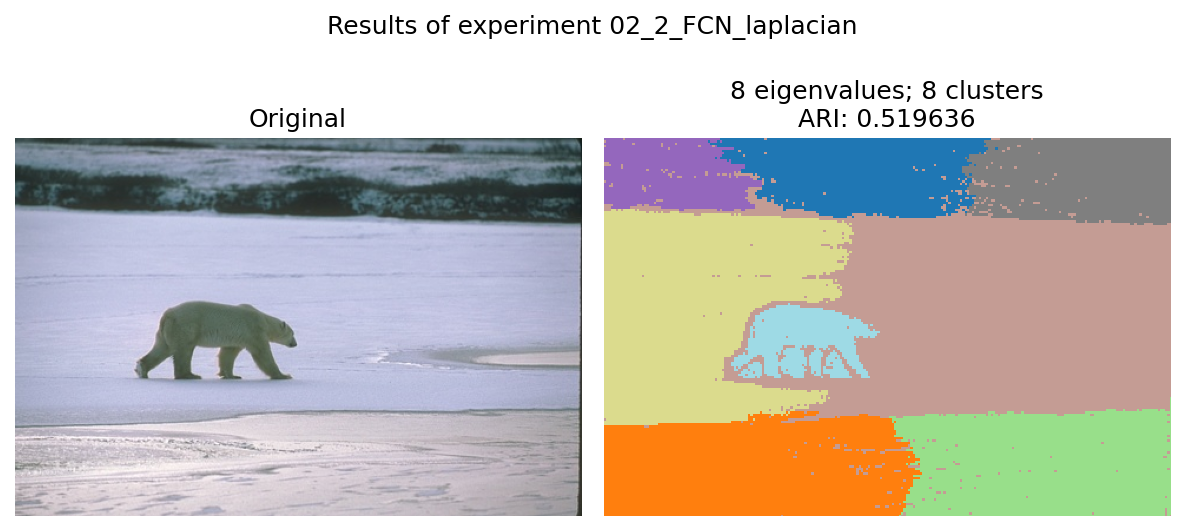 Results of experiment 02_2_FCN_laplacian
Original
8 eigenvalues; 8 clusters
ARI: 0.519636